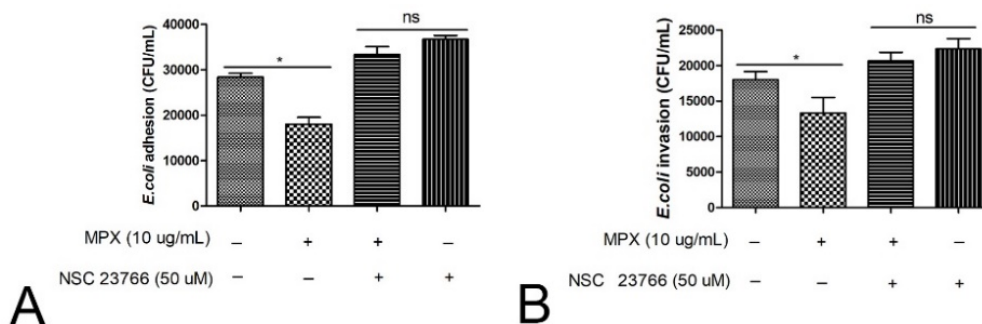 ns
*
E.coli adhesion (CFU/mL)
40000
30000
20000
10000
0
MPX (10 ug/mL) – + + –
NSC 23766 (50 uM) – – + +
A
ns
*
E.coli invasion (CFU/mL)
25000
20000
15000
10000
5000
0
MPX (10 ug/mL) – + + –
NSC 23766 (50 uM) – – + +
B